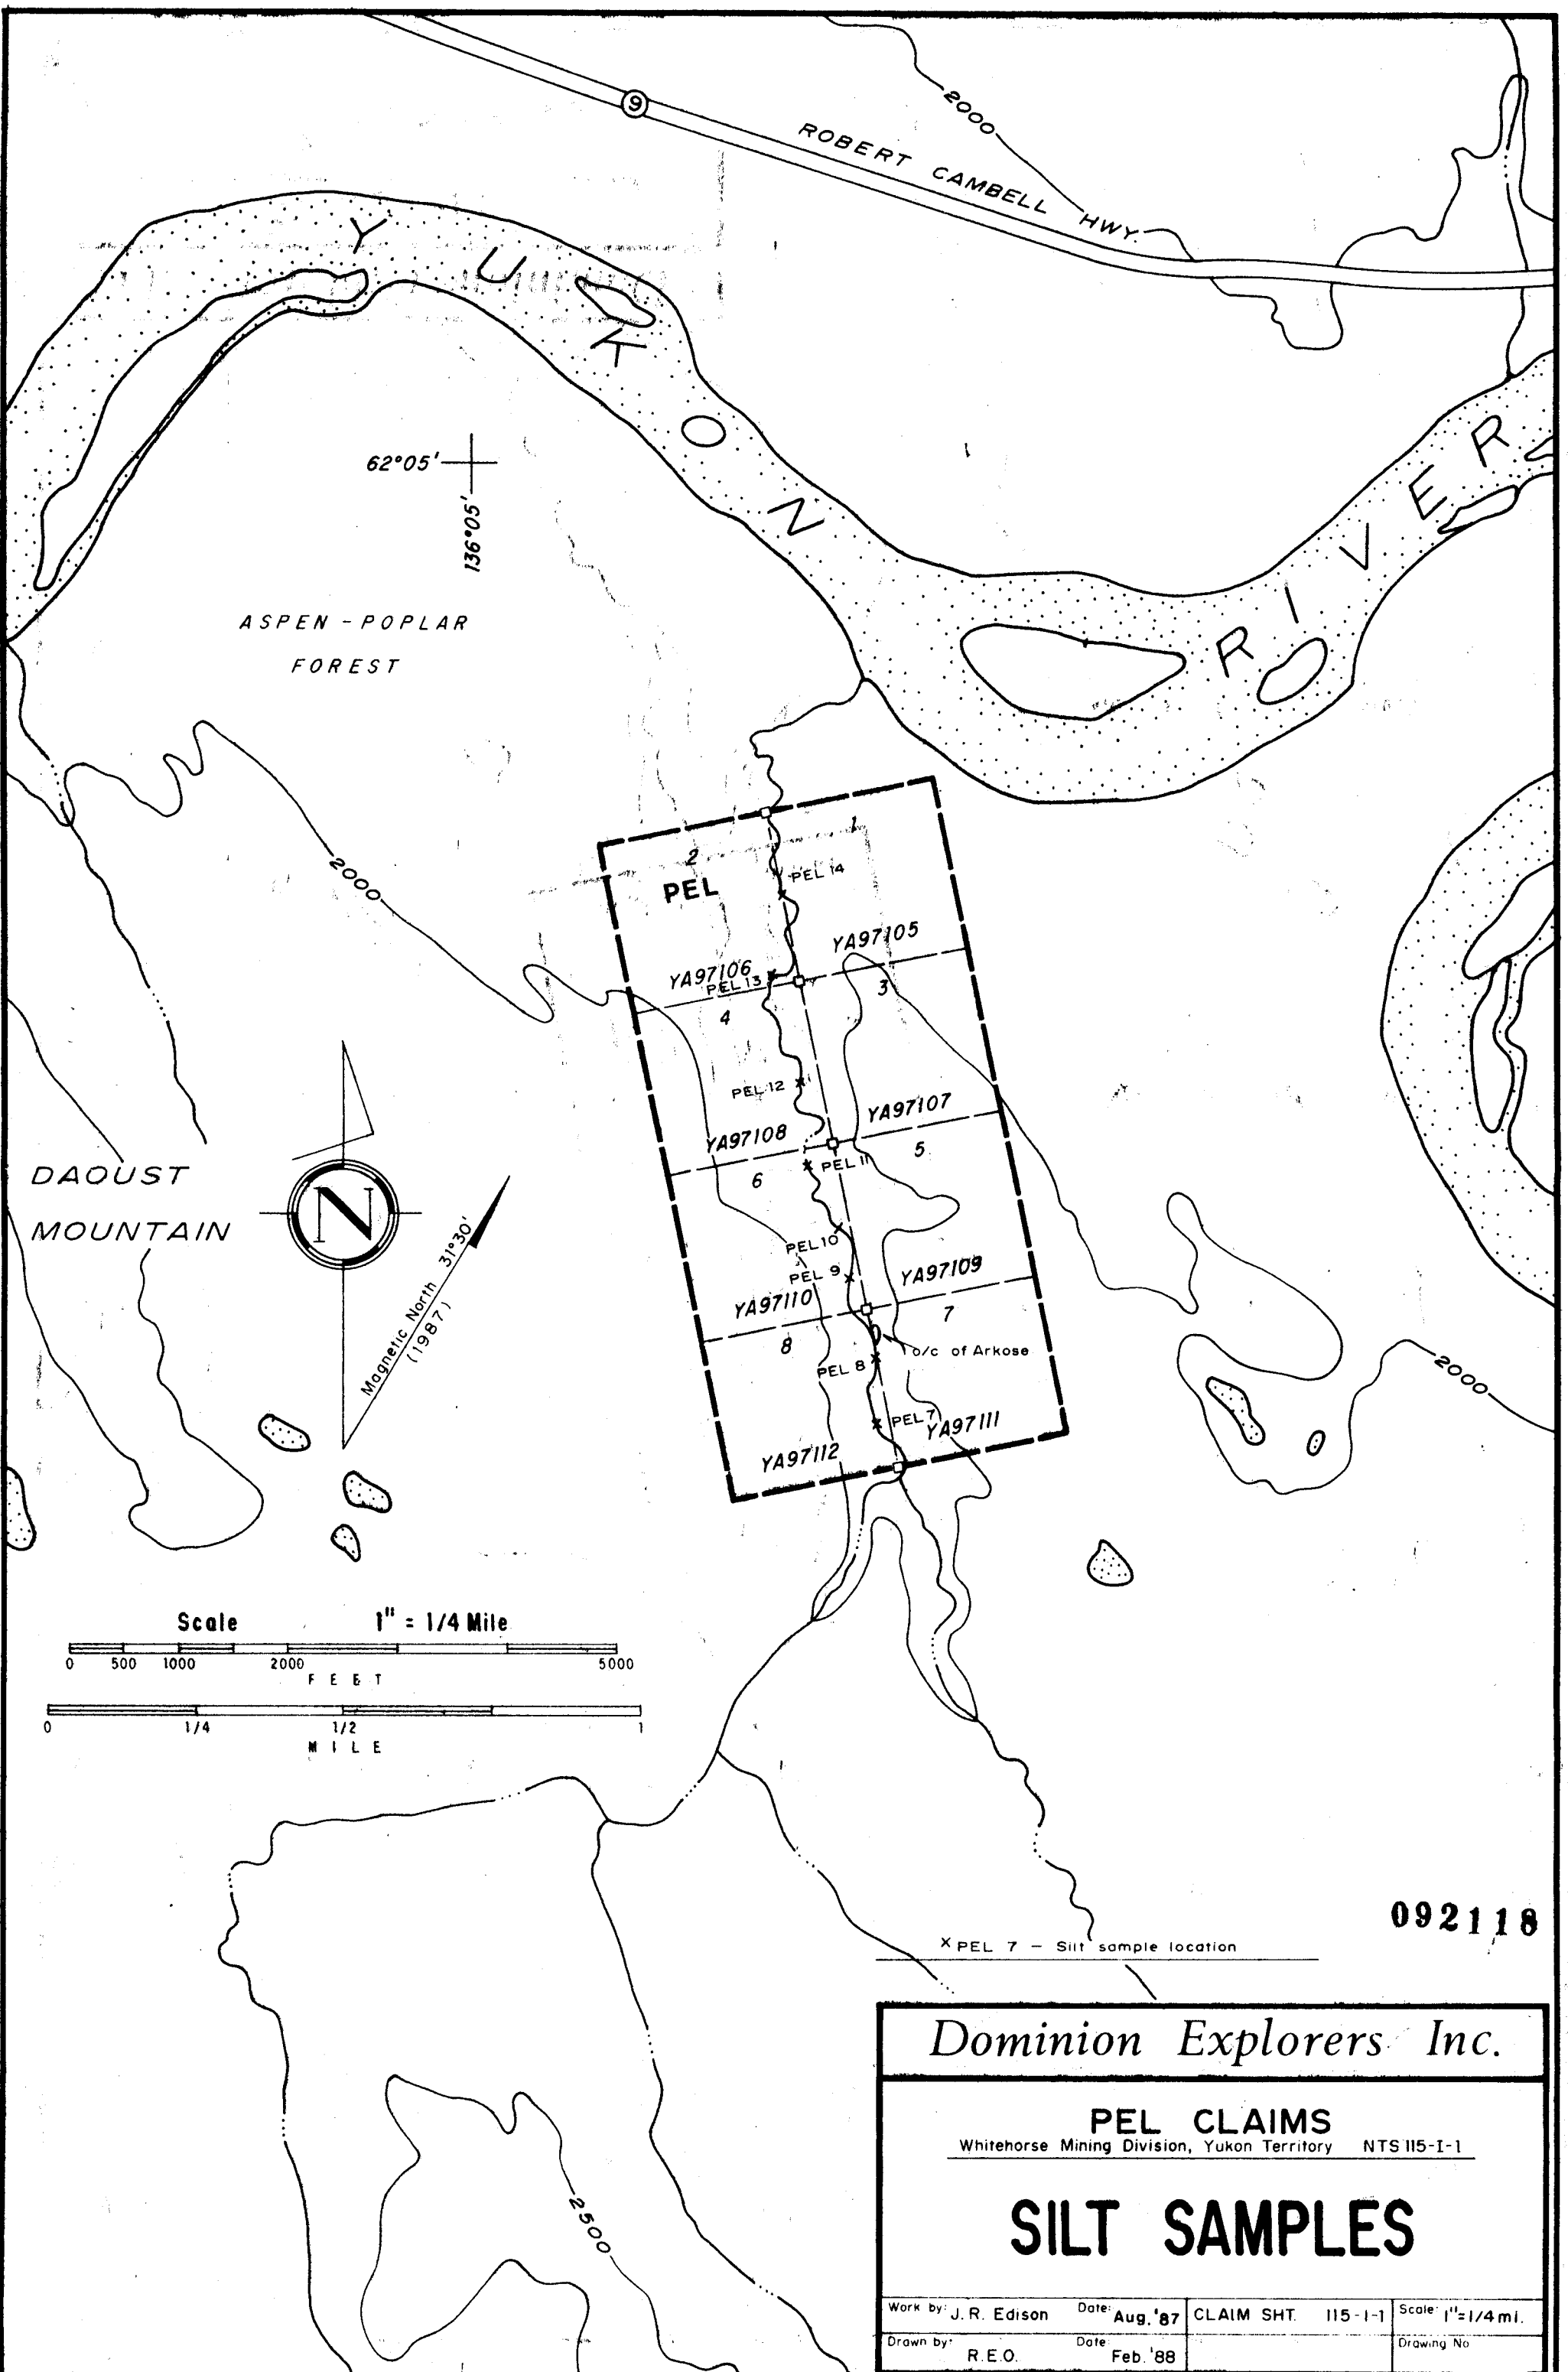 9
ROBERT CAMBELL HWY.
2000
YUKON RIVER
62°05'
136°05'
ASPEN - POPLAR
FOREST
2000
1
2
PEL
PEL 14
YA97105
YA97106
PEL 13
3
4
PEL 12
YA97107
YA97108
PEL 11
5
6
PEL 10
PEL 9
YA97109
YA97110
7
8
o/c of Arkose
PEL 8
PEL 7
YA97111
YA97112
2000
DAOUST
MOUNTAIN
N
Magnetic North 31°30'
(1987)
Scale 1" = 1/4 Mile
0 500 1000 2000 5000
FEET
0 1/4 1/2 1
MILE
2500
092118
x PEL 7 - Silt sample location
Dominion Explorers Inc.
PEL CLAIMS
Whitehorse Mining Division, Yukon Territory NTS 115-I-1
SILT SAMPLES
Work by: J.R. Edison Date: Aug. '87 CLAIM SHT. 115-I-1 Scale: 1"=1/4 mi.
Drawn by: R.E.O. Date: Feb. '88 Drawing No